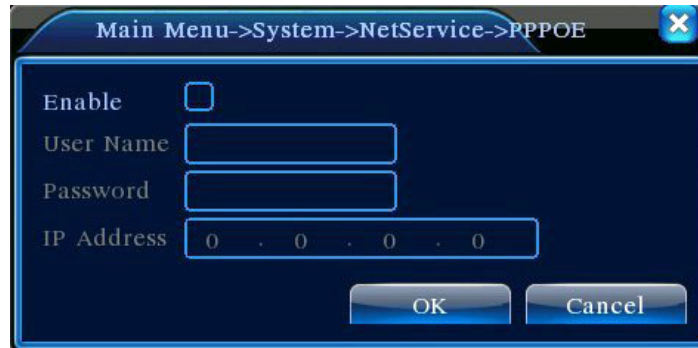 Main Menu->System->NetService->PPPOE
Enable
User Name
Password
IP Address 0 . 0 . 0 . 0
OK Cancel